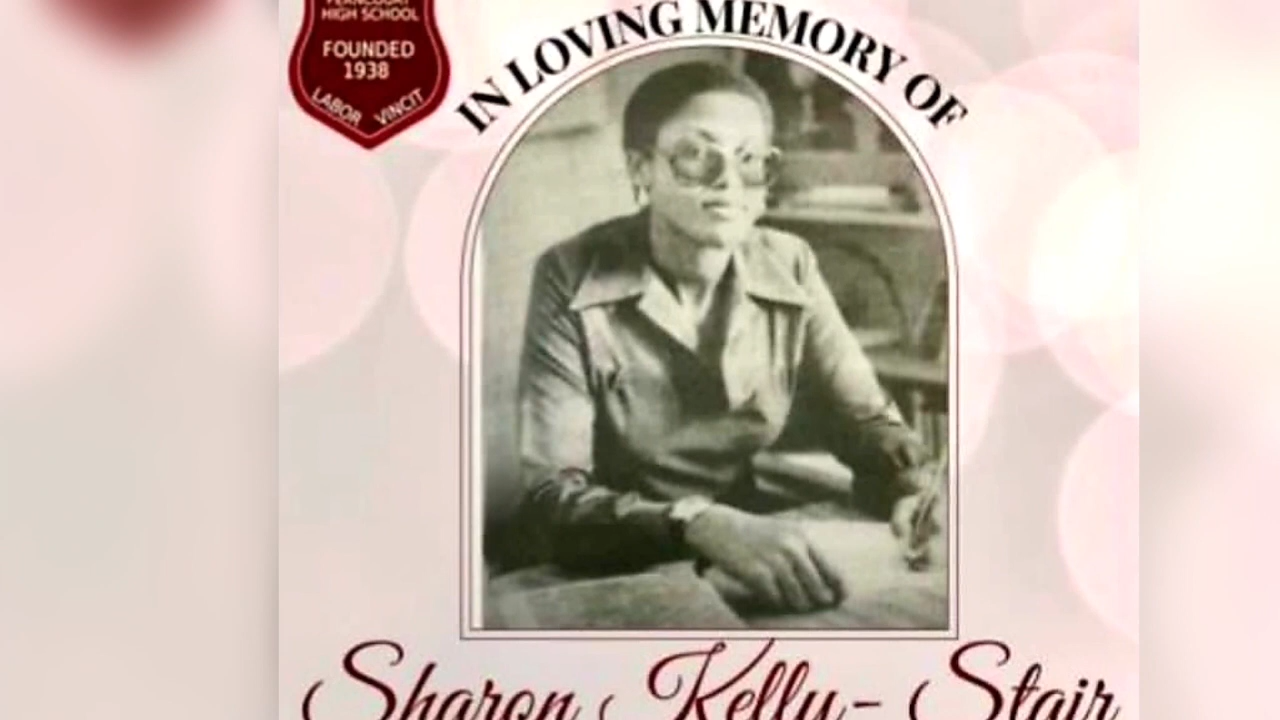 HIGH SCHOOL
FOUNDED
1938
LABOR VINCIT
IN LOVING MEMORY OF
Sharon Kelly- Stair